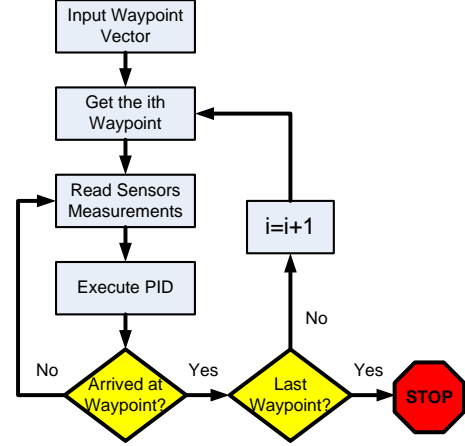 Input Waypoint
Vector
Get the ith
Waypoint
Read Sensors
Measurements
i=i+1
Execute PID
No
No
Arrived at
Waypoint?
Yes
Last
Waypoint?
Yes
STOP